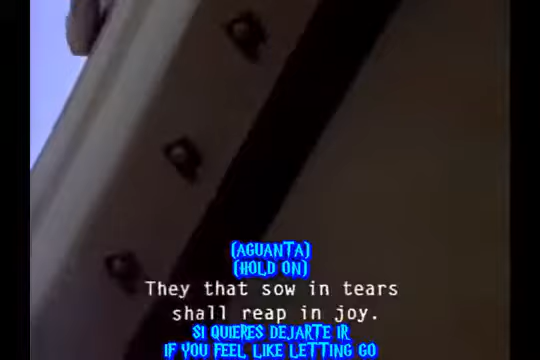 (AGUANTA)
(HOLD ON)
They that sow in tears
shall reap in joy.
SI QUIERES DEJARTE IR
IF YOU FEEL LIKE LETTING GO